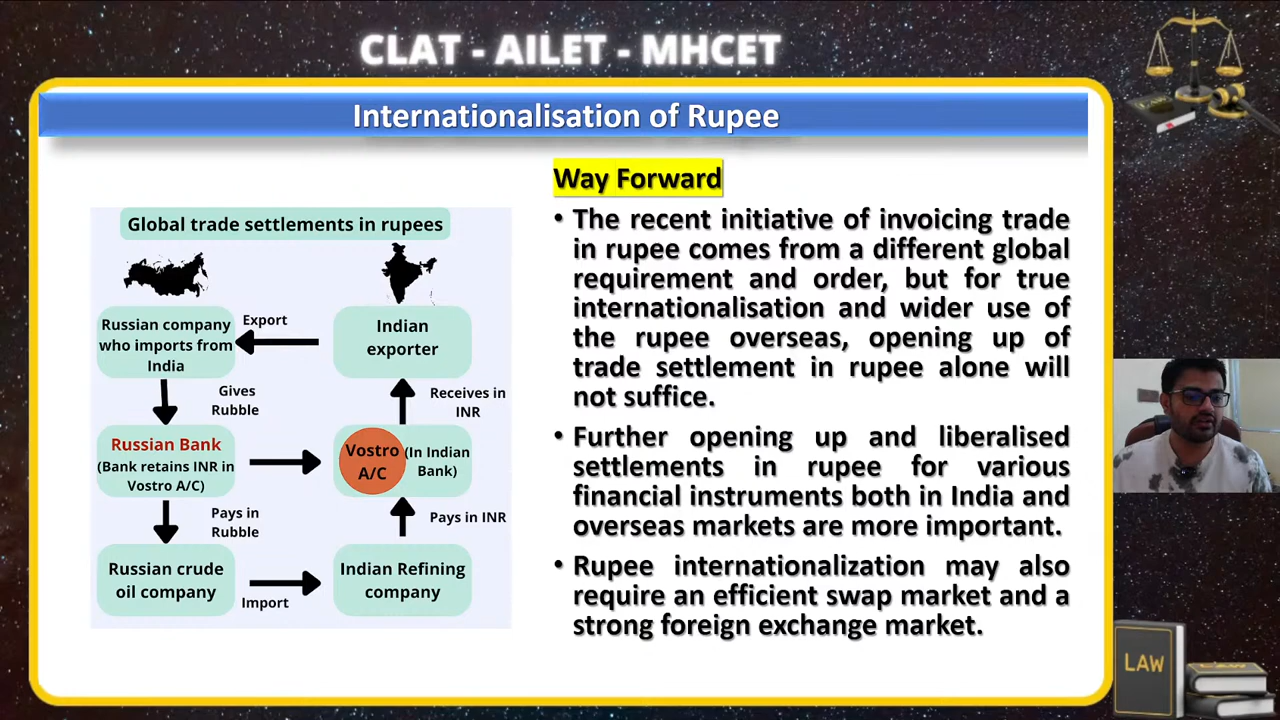 CLAT - AILET - MHCET
Internationalisation of Rupee
Global trade settlements in rupees
Russian company
who imports from
India
Export
Indian
exporter
Gives
Rubble
Receives in
INR
Russian Bank
(Bank retains INR in
Vostro A/C)
Vostro
A/C
(In Indian
Bank)
Pays in
Rubble
Pays in INR
Russian crude
oil company
Import
Indian Refining
company
Way Forward
• The recent initiative of invoicing trade
in rupee comes from a different global
requirement and order, but for true
internationalisation and wider use of
the rupee overseas, opening up of
trade settlement in rupee alone will
not suffice.
• Further opening up and liberalised
settlements in rupee for various
financial instruments both in India and
overseas markets are more important.
• Rupee internationalization may also
require an efficient swap market and a
strong foreign exchange market.
LAW